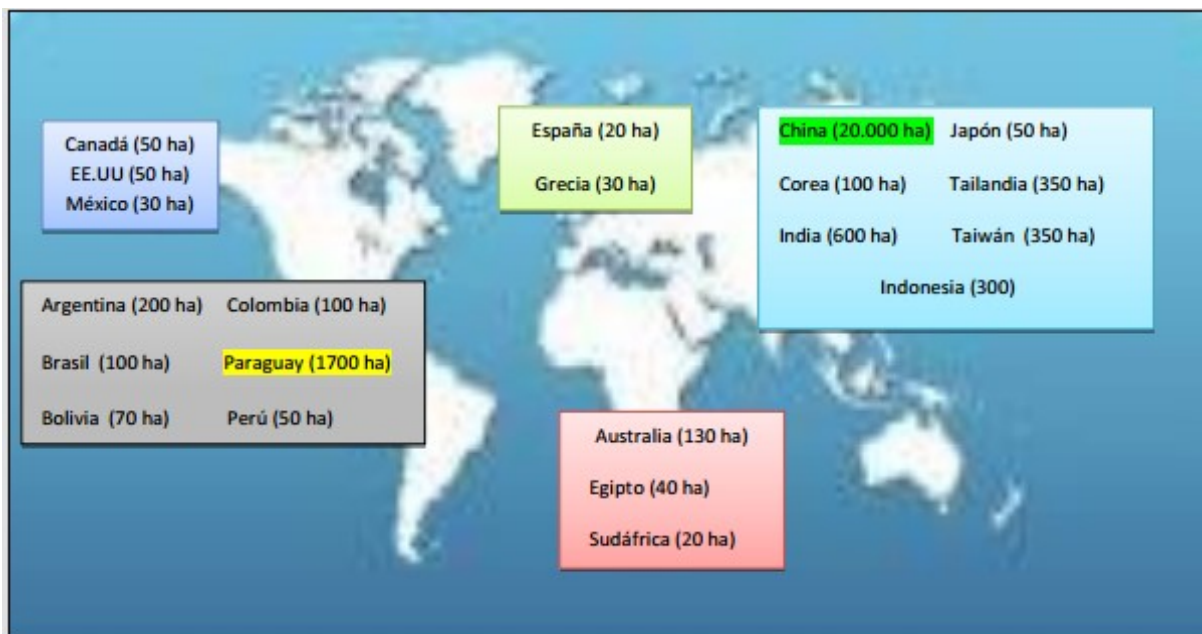 Canadá (50 ha)
EE.UU (50 ha)
México (30 ha)
España (20 ha)
Grecia (30 ha)
China (20.000 ha) Japón (50 ha)
Corea (100 ha) Tailandia (350 ha)
India (600 ha) Taiwán (350 ha)
Indonesia (300)
Argentina (200 ha) Colombia (100 ha)
Brasil (100 ha) Paraguay (1700 ha)
Bolivia (70 ha) Perú (50 ha)
Australia (130 ha)
Egipto (40 ha)
Sudáfrica (20 ha)